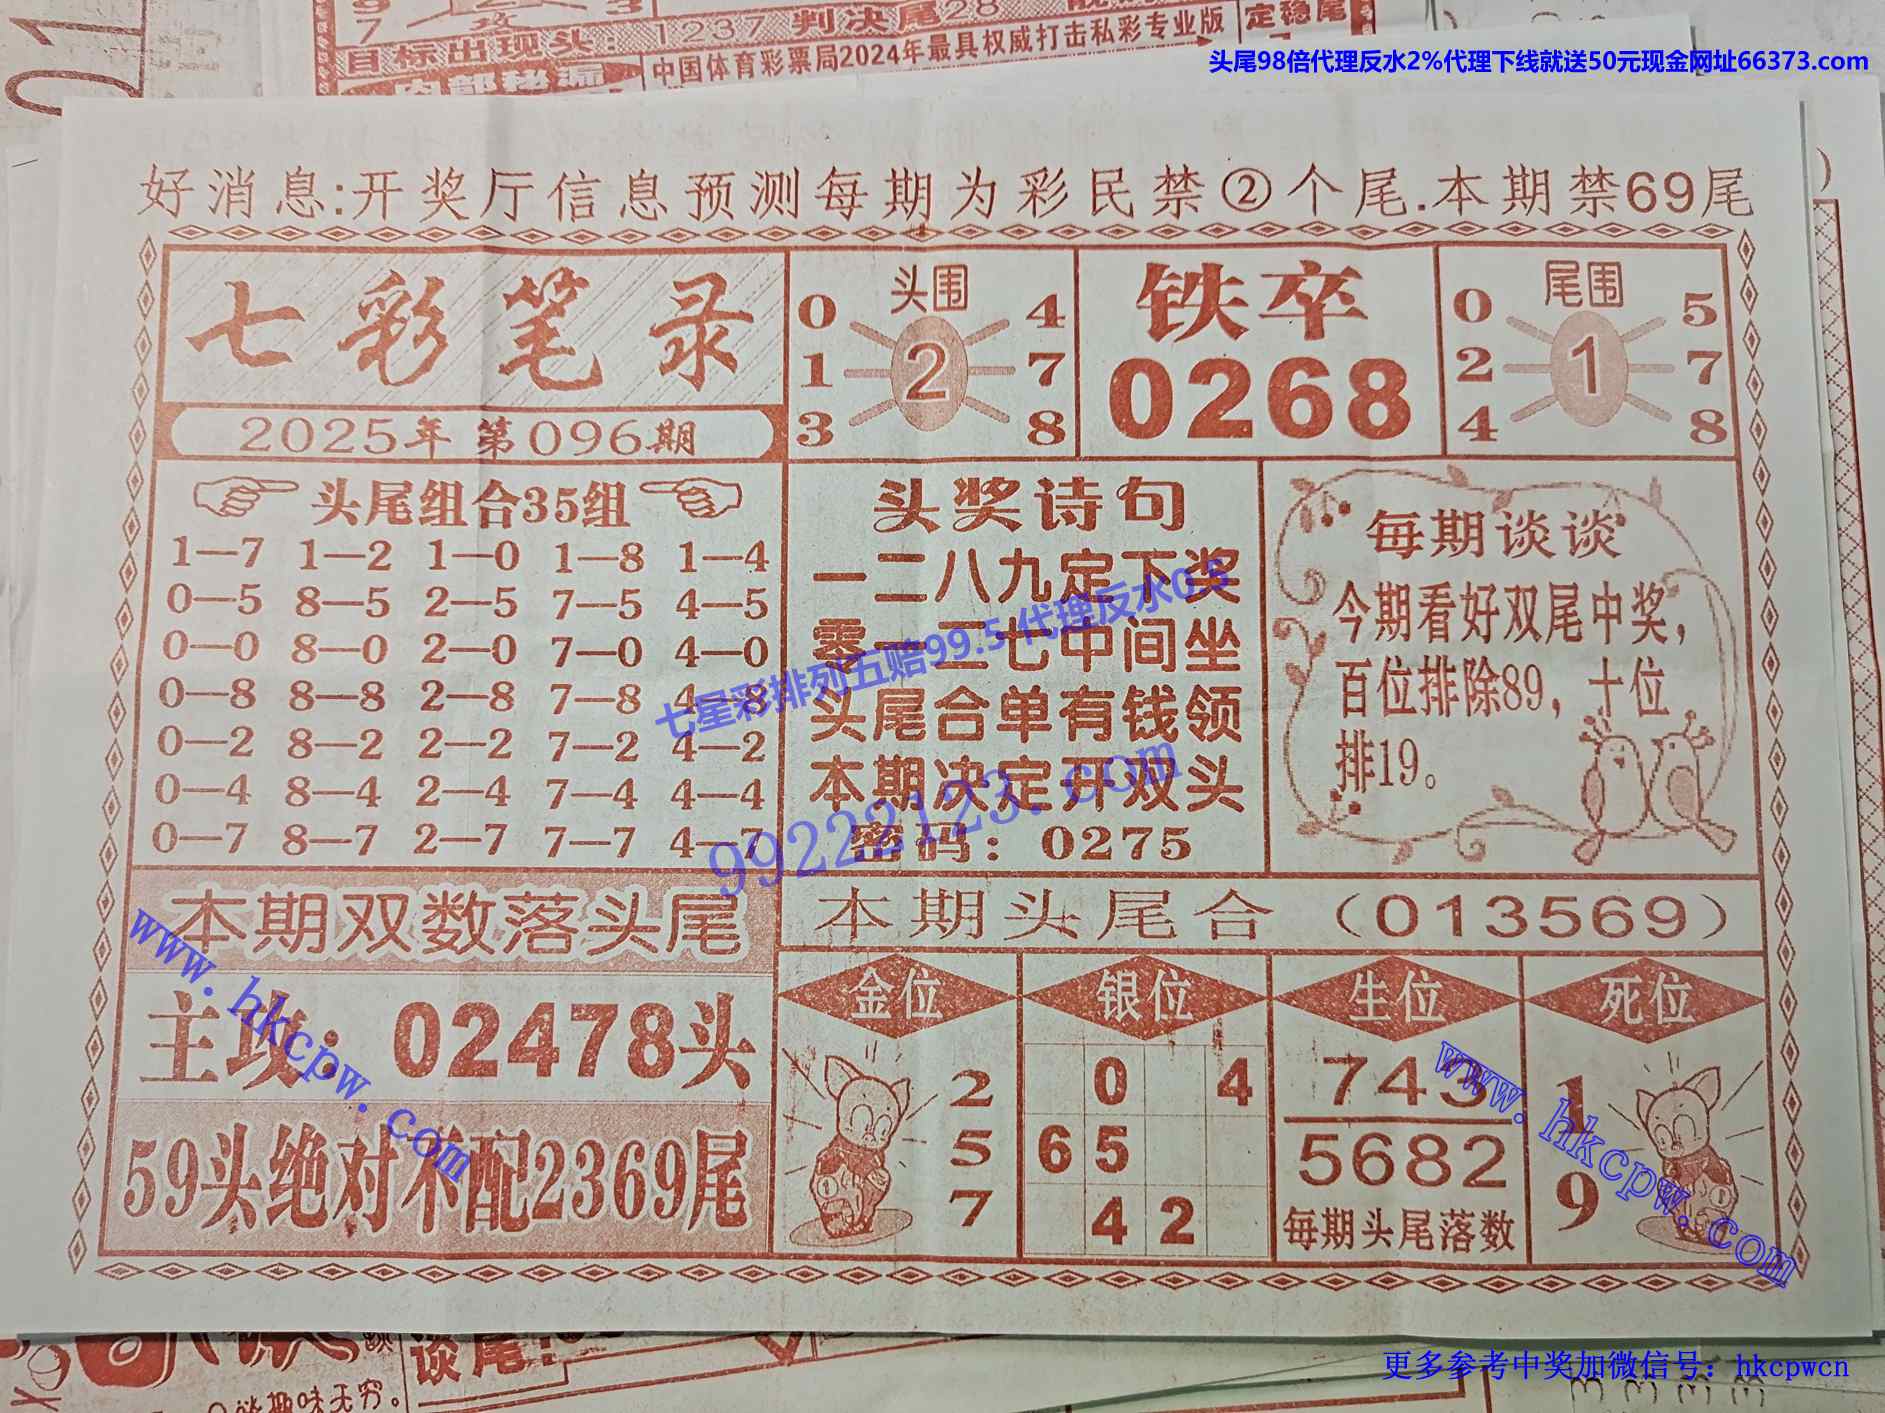 1237 判决尾28
目标出现头:
定稳尾
中国体育彩票局2024年最具权威打击私彩专业版
头尾98倍代理反水2%代理下线就送50元现金网址66373.com
好消息:开奖厅信息预测每期为彩民禁②个尾.本期禁69尾
七彩笔录
2025年 第096期
头围
0 4
1 2 7
3 8
铁卒
0268
尾围
0 5
2 1 7
4 8
头尾组合35组
1—7 1—2 1—0 1—8 1—4
0—5 8—5 2—5 7—5 4—5
0—0 8—0 2—0 7—0 4—0
0—8 8—8 2—8 7—8 4—8
0—2 8—2 2—2 7—2 4—2
0—4 8—4 2—4 7—4 4—4
0—7 8—7 2—7 7—7 4—7
头奖诗句
一二八九定下奖
零一三七中间坐
头尾合单有钱领
本期决定开双头
密码:0275
每期谈谈
今期看好双尾中奖,
百位排除89,十位
排19。
七星彩排列五赔99.5 代理反水0.5
99222123.com
本期双数落头尾
主攻:02478头
59头绝对不配2369尾
本期头尾合(013569)
金位
2
5
7
银位
0 4
6 5
4 2
生位
743
5682
每期头尾落数
死位
1
9
www.hkcpw.com
www.hkcpw.com
谈尾:
更多参考中奖加微信号:hkcpwcn